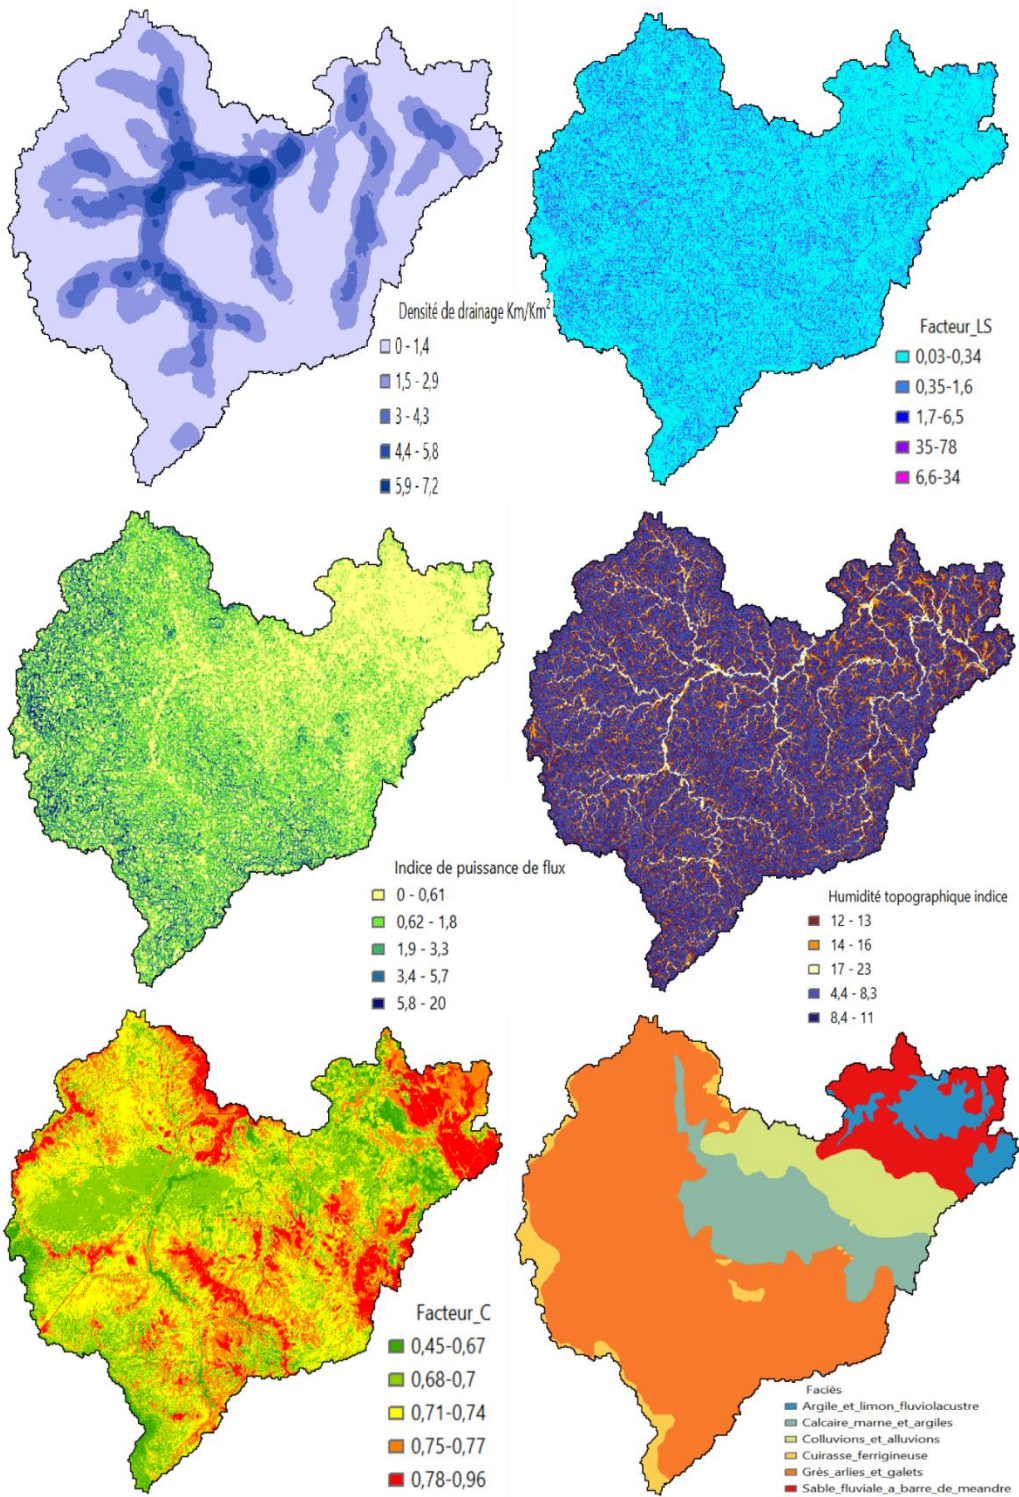 Densité de drainage Km/Km²
0 - 1,4
1,5 - 2,9
3 - 4,3
4,4 - 5,8
5,9 - 7,2
Facteur_LS
0,03-0,34
0,35-1,6
1,7-6,5
35-78
6,6-34
Indice de puissance de flux
0 - 0,61
0,62 - 1,8
1,9 - 3,3
3,4 - 5,7
5,8 - 20
Humidité topographique indice
12 - 13
14 - 16
17 - 23
4,4 - 8,3
8,4 - 11
Facteur_C
0,45-0,67
0,68-0,7
0,71-0,74
0,75-0,77
0,78-0,96
Faciès
Argile_et_limon_fluviolacustre
Calcaire_marne_et_argiles
Colluvions_et_alluvions
Cuirasse_ferrigineuse
Grès_arlies_et_galets
Sable_fluviale_a_barre_de_meandre